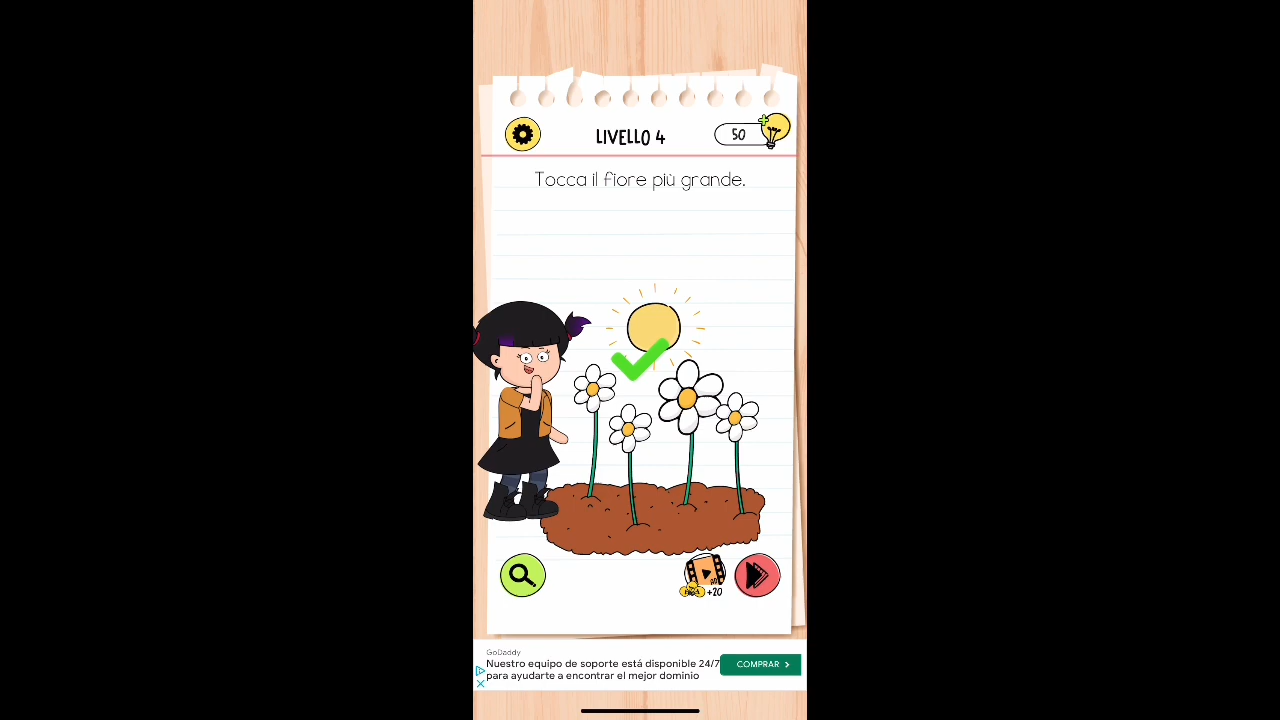 LIVELLO 4
50
Tocca il fiore più grande.
+20
GoDaddy
Nuestro equipo de soporte está disponible 24/7
para ayudarte a encontrar el mejor dominio
COMPRAR